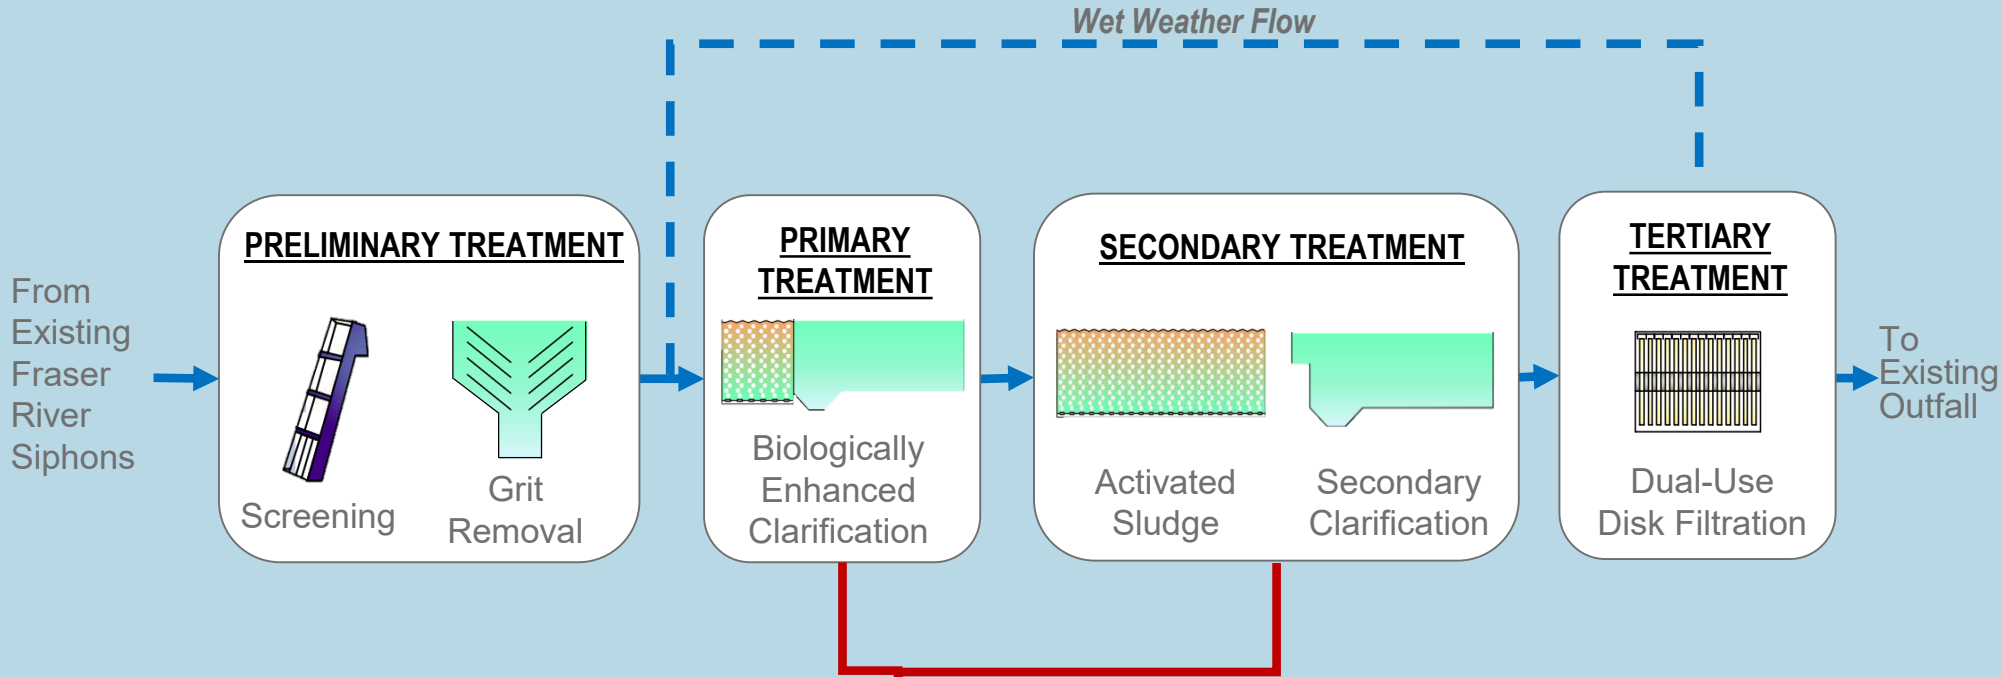 Wet Weather Flow
From
Existing
Fraser
River
Siphons
PRELIMINARY TREATMENT
Screening
Grit
Removal
PRIMARY
TREATMENT
Biologically
Enhanced
Clarification
SECONDARY TREATMENT
Activated
Sludge
Secondary
Clarification
TERTIARY
TREATMENT
Dual-Use
Disk Filtration
To
Existing
Outfall